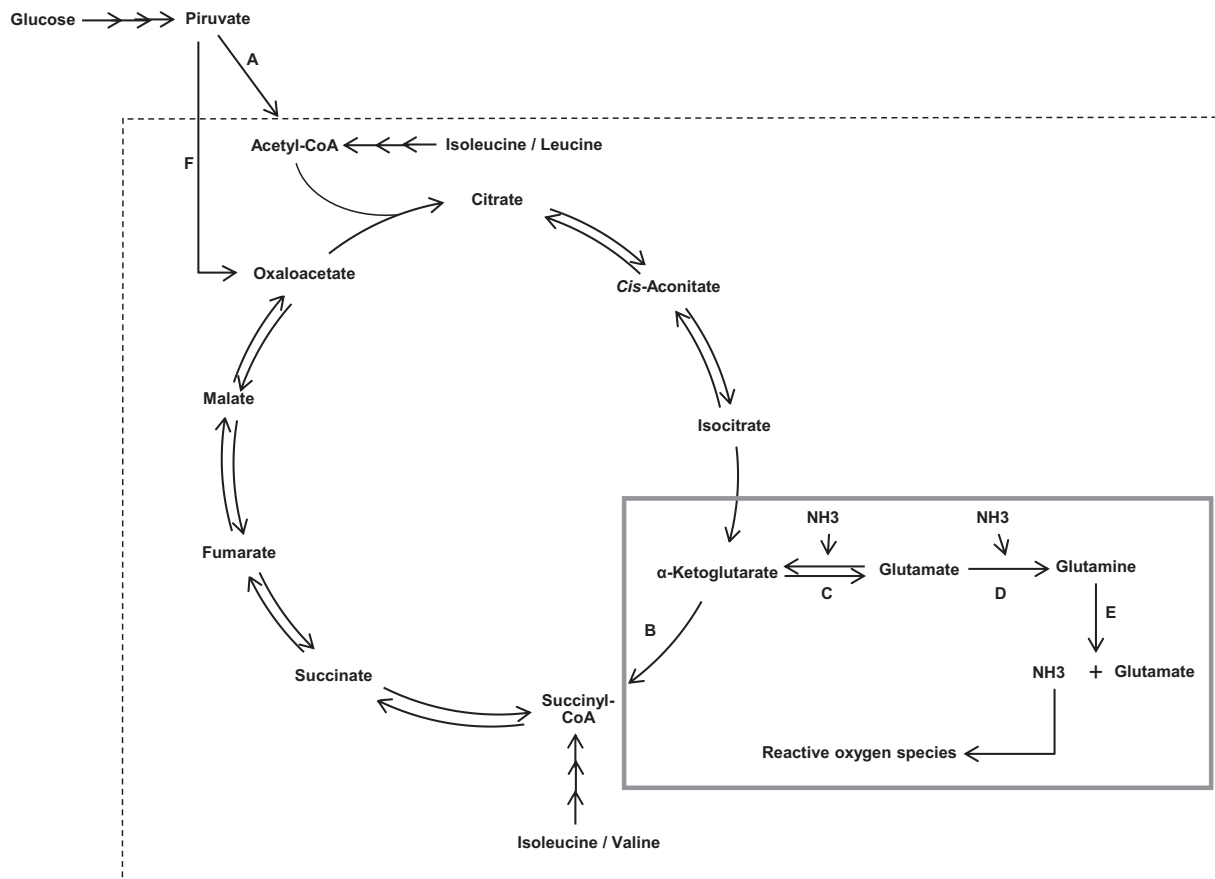 Glucose
Piruvate
A
F
Acetyl-CoA
Isoleucine / Leucine
Citrate
Oxaloacetate
Cis-Aconitate
Malate
Isocitrate
NH3
NH3
Fumarate
α-Ketoglutarate
Glutamate
Glutamine
C
D
E
B
Succinate
NH3
+
Glutamate
Succinyl-
CoA
Reactive oxygen species
Isoleucine / Valine